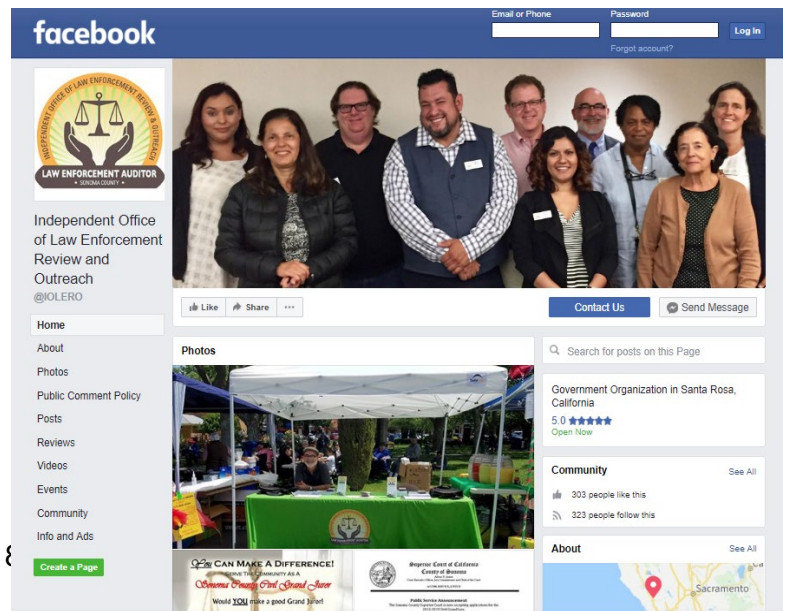 facebook
Email or Phone
Password
Log In
Forgot account?
INDEPENDENT OFFICE OF LAW ENFORCEMENT REVIEW & OUTREACH
LAW ENFORCEMENT AUDITOR
• SONOMA COUNTY •
Independent Office
of Law Enforcement
Review and
Outreach
@IOLERO
Home
About
Photos
Public Comment Policy
Posts
Reviews
Videos
Events
Community
Info and Ads
Create a Page
Like
Share
Contact Us
Send Message
Photos
You CAN MAKE A DIFFERENCE!
SERVE THE COMMUNITY AS A
Sonoma County Civil Grand Juror
Would YOU make a good Grand Juror?
Superior Court of California
County of Sonoma
Public Service Announcement
Search for posts on this Page
Government Organization in Santa Rosa,
California
5.0 ★★★★★
Open Now
Community
See All
303 people like this
323 people follow this
About
See All
Sacramento